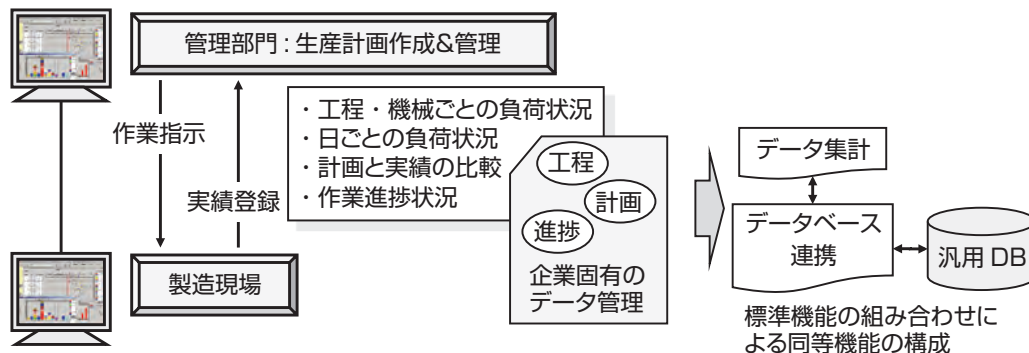 管理部門:生産計画作成&管理
作業指示
実績登録
・工程・機械ごとの負荷状況
・日ごとの負荷状況
・計画と実績の比較
・作業進捗状況
製造現場
工程
計画
進捗
企業固有の
データ管理
データ集計
データベース
連携
汎用 DB
標準機能の組み合わせに
よる同等機能の構成